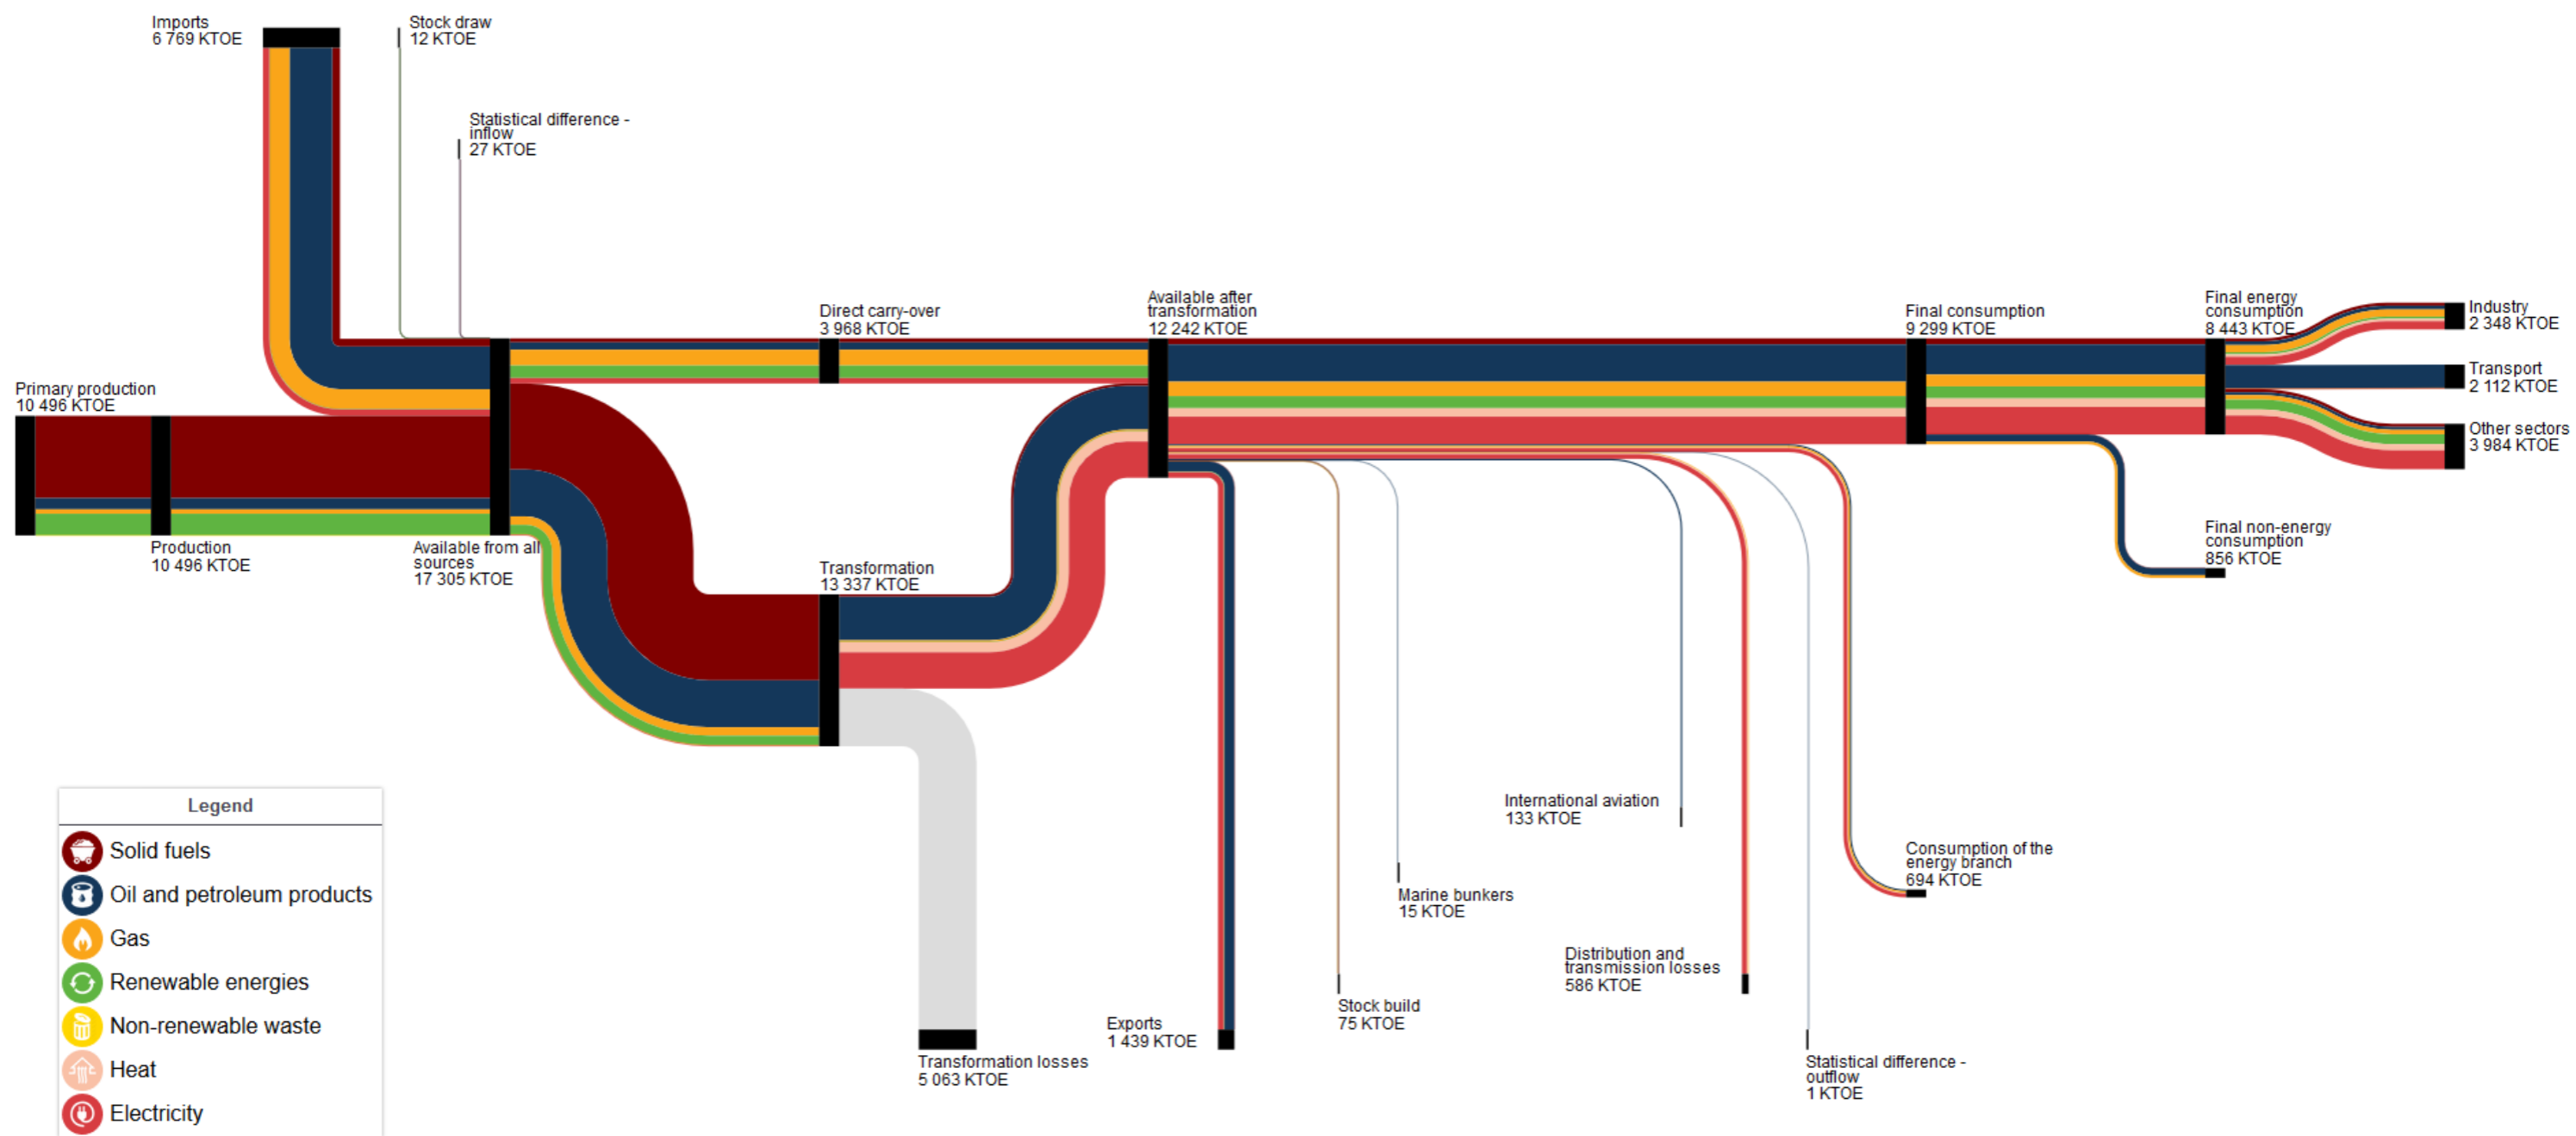 Imports
6 769 KTOE
Stock draw
12 KTOE
Statistical difference -
inflow
27 KTOE
Primary production
10 496 KTOE
Production
10 496 KTOE
Available from all
sources
17 305 KTOE
Direct carry-over
3 968 KTOE
Transformation
13 337 KTOE
Available after
transformation
12 242 KTOE
Final consumption
9 299 KTOE
Final energy
consumption
8 443 KTOE
Industry
2 348 KTOE
Transport
2 112 KTOE
Other sectors
3 984 KTOE
Final non-energy
consumption
856 KTOE
International aviation
133 KTOE
Consumption of the
energy branch
694 KTOE
Marine bunkers
15 KTOE
Distribution and
transmission losses
586 KTOE
Stock build
75 KTOE
Exports
1 439 KTOE
Transformation losses
5 063 KTOE
Statistical difference -
outflow
1 KTOE
Legend
Solid fuels
Oil and petroleum products
Gas
Renewable energies
Non-renewable waste
Heat
Electricity